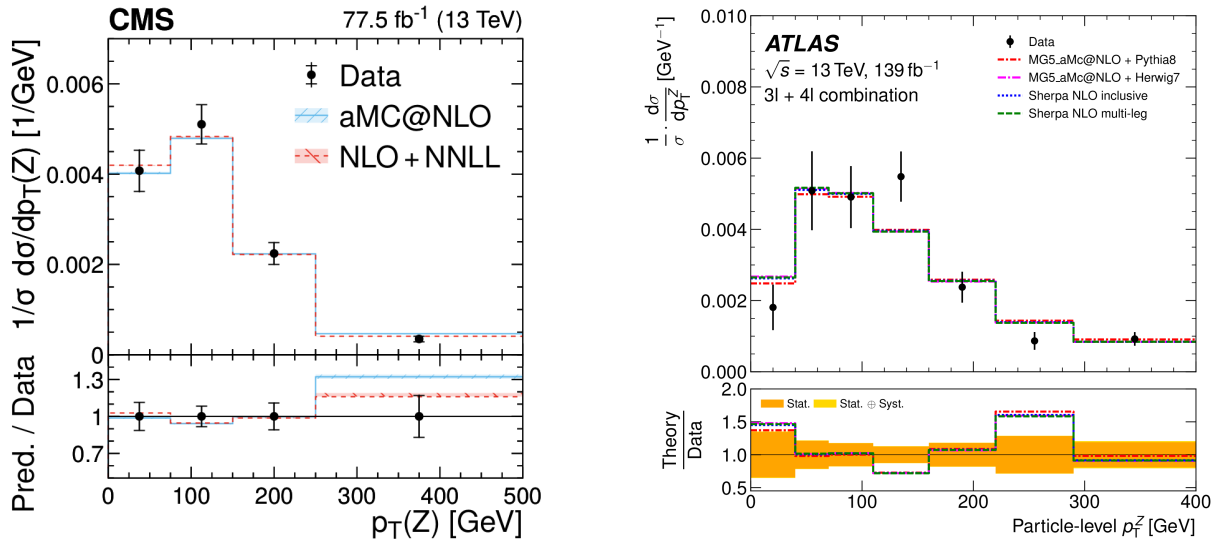 CMS
77.5 fb⁻¹ (13 TeV)
1/σ dσ/dp_T(Z) [1/GeV]
0.006
0.004
0.002
0
Data
aMC@NLO
NLO+NNLL
Pred. / Data
1.3
1
0.7
0 100 200 300 400 500
p_T(Z) [GeV]
1/σ · dσ/dp_T^Z [GeV⁻¹]
0.010
0.008
0.006
0.004
0.002
0.000
ATLAS
√s = 13 TeV, 139 fb⁻¹
3l + 4l combination
Data
MG5_aMc@NLO + Pythia8
MG5_aMc@NLO + Herwig7
Sherpa NLO inclusive
Sherpa NLO multi-leg
Theory
Data
2.0
1.5
1.0
0.5
Stat.
Stat. ⊕ Syst.
0 100 200 300 400
Particle-level p_T^Z [GeV]